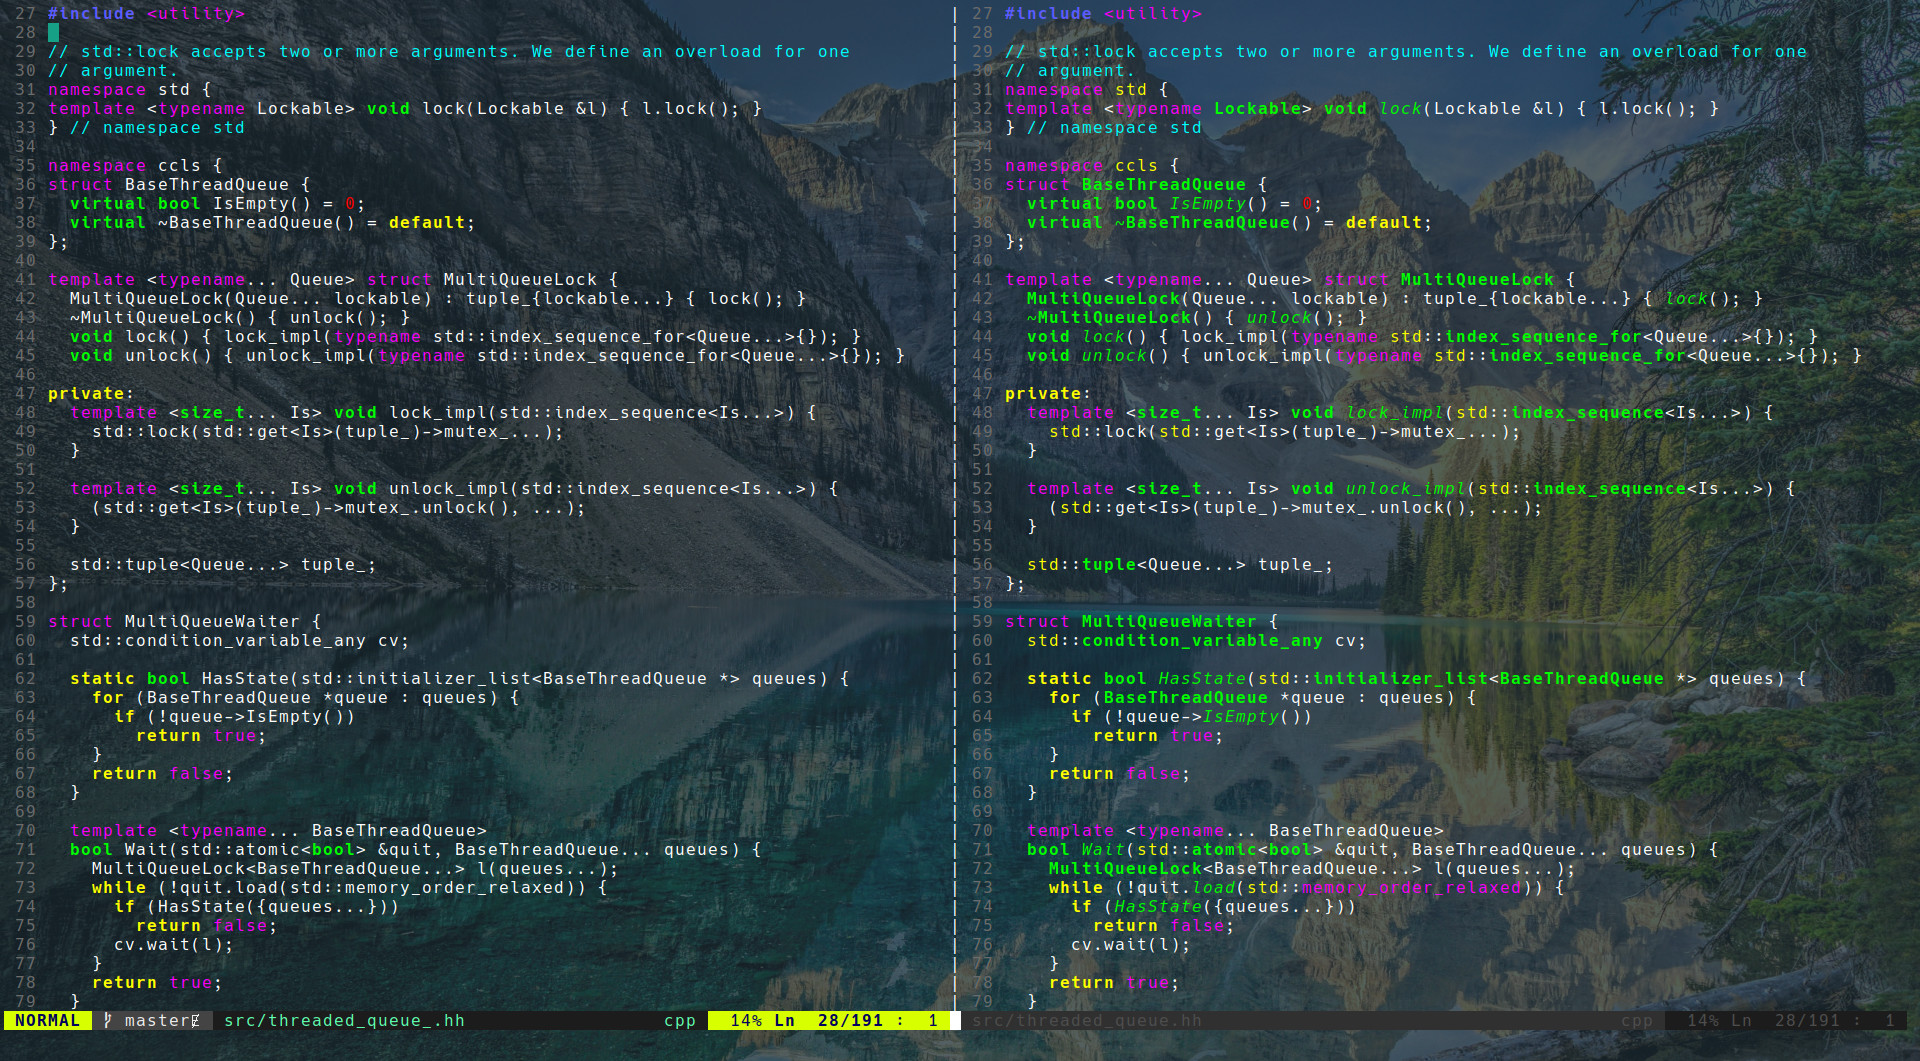 27 #include <utility>
28
29 // std::lock accepts two or more arguments. We define an overload for one
30 // argument.
31 namespace std {
32 template <typename Lockable> void lock(Lockable &l) { l.lock(); }
33 } // namespace std
34
35 namespace ccls {
36 struct BaseThreadQueue {
37   virtual bool IsEmpty() = 0;
38   virtual ~BaseThreadQueue() = default;
39 };
40
41 template <typename... Queue> struct MultiQueueLock {
42   MultiQueueLock(Queue... lockable) : tuple_{lockable...} { lock(); }
43   ~MultiQueueLock() { unlock(); }
44   void lock() { lock_impl(typename std::index_sequence_for<Queue...>{}); }
45   void unlock() { unlock_impl(typename std::index_sequence_for<Queue...>{}); }
46
47 private:
48   template <size_t... Is> void lock_impl(std::index_sequence<Is...>) {
49     std::lock(std::get<Is>(tuple_)->mutex_...);
50   }
51
52   template <size_t... Is> void unlock_impl(std::index_sequence<Is...>) {
53     (std::get<Is>(tuple_)->mutex_.unlock(), ...);
54   }
55
56   std::tuple<Queue...> tuple_;
57 };
58
59 struct MultiQueueWaiter {
60   std::condition_variable_any cv;
61
62   static bool HasState(std::initializer_list<BaseThreadQueue *> queues) {
63     for (BaseThreadQueue *queue : queues) {
64       if (!queue->IsEmpty())
65         return true;
66     }
67     return false;
68   }
69
70   template <typename... BaseThreadQueue>
71   bool Wait(std::atomic<bool> &quit, BaseThreadQueue... queues) {
72     MultiQueueLock<BaseThreadQueue...> l(queues...);
73     while (!quit.load(std::memory_order_relaxed)) {
74       if (HasState({queues...}))
75         return false;
76       cv.wait(l);
77     }
78     return true;
79   }
NORMAL master src/threaded_queue_.hh cpp 14% Ln 28/191 : 1
27 #include <utility>
28
29 // std::lock accepts two or more arguments. We define an overload for one
30 // argument.
31 namespace std {
32 template <typename Lockable> void lock(Lockable &l) { l.lock(); }
33 } // namespace std
34
35 namespace ccls {
36 struct BaseThreadQueue {
37   virtual bool IsEmpty() = 0;
38   virtual ~BaseThreadQueue() = default;
39 };
40
41 template <typename... Queue> struct MultiQueueLock {
42   MultiQueueLock(Queue... lockable) : tuple_{lockable...} { lock(); }
43   ~MultiQueueLock() { unlock(); }
44   void lock() { lock_impl(typename std::index_sequence_for<Queue...>{}); }
45   void unlock() { unlock_impl(typename std::index_sequence_for<Queue...>{}); }
46
47 private:
48   template <size_t... Is> void lock_impl(std::index_sequence<Is...>) {
49     std::lock(std::get<Is>(tuple_)->mutex_...);
50   }
51
52   template <size_t... Is> void unlock_impl(std::index_sequence<Is...>) {
53     (std::get<Is>(tuple_)->mutex_.unlock(), ...);
54   }
55
56   std::tuple<Queue...> tuple_;
57 };
58
59 struct MultiQueueWaiter {
60   std::condition_variable_any cv;
61
62   static bool HasState(std::initializer_list<BaseThreadQueue *> queues) {
63     for (BaseThreadQueue *queue : queues) {
64       if (!queue->IsEmpty())
65         return true;
66     }
67     return false;
68   }
69
70   template <typename... BaseThreadQueue>
71   bool Wait(std::atomic<bool> &quit, BaseThreadQueue... queues) {
72     MultiQueueLock<BaseThreadQueue...> l(queues...);
73     while (!quit.load(std::memory_order_relaxed)) {
74       if (HasState({queues...}))
75         return false;
76       cv.wait(l);
77     }
78     return true;
79   }
src/threaded_queue.hh cpp 14% Ln 28/191 : 1